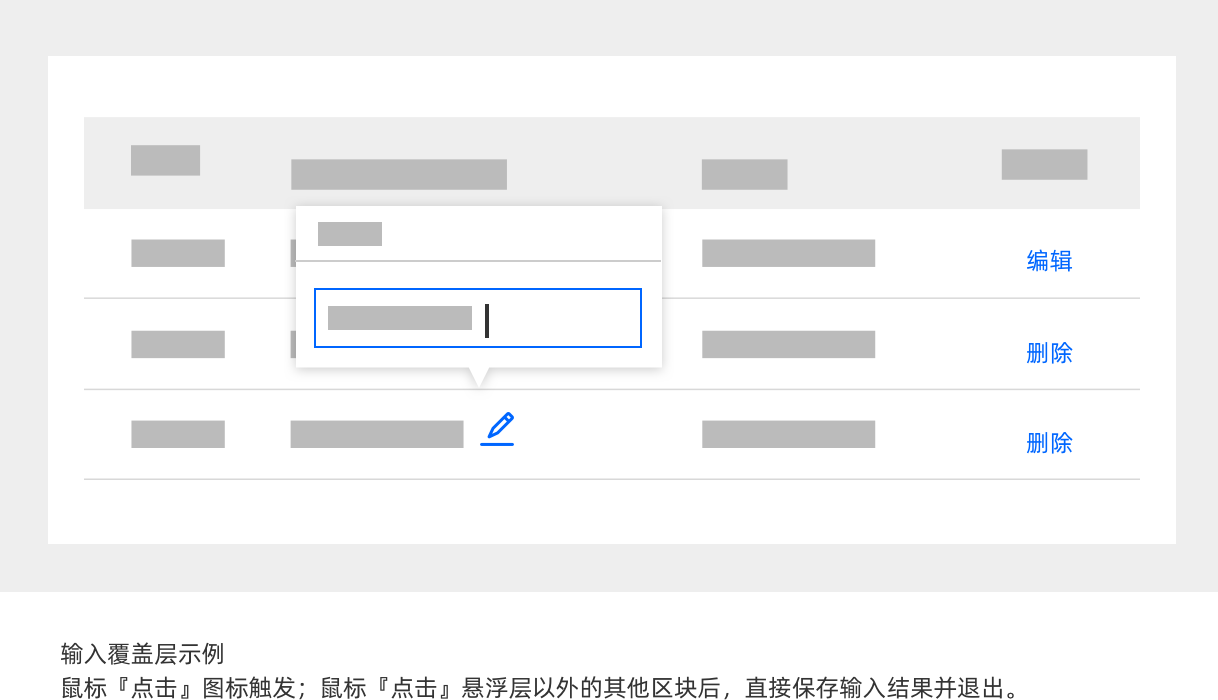 编辑
删除
删除
输入覆盖层示例
鼠标『点击』图标触发；鼠标『点击』悬浮层以外的其他区块后，直接保存输入结果并退出。